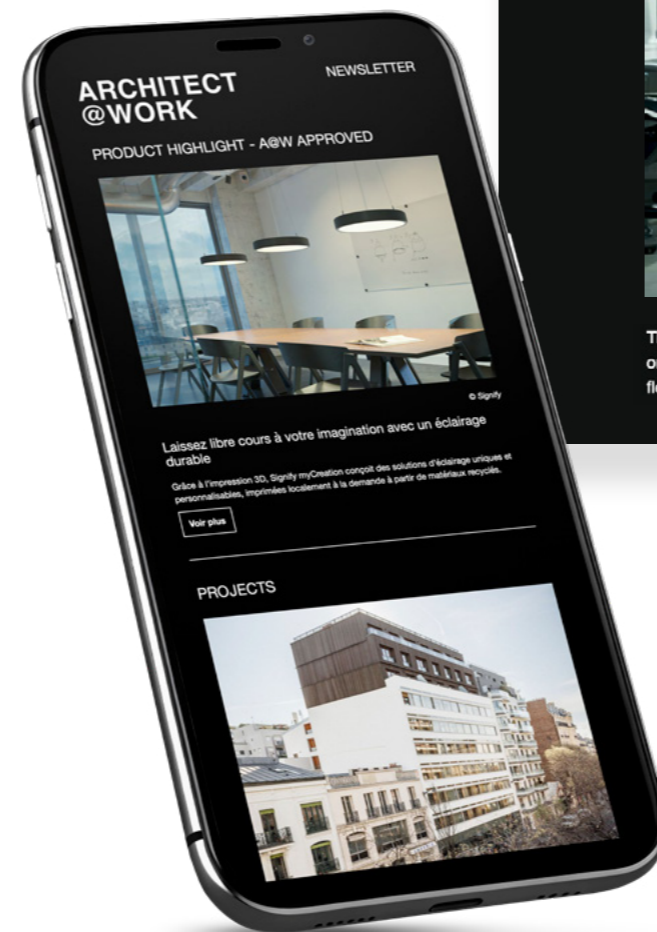 ARCHITECT
@WORK
NEWSLETTER
PRODUCT HIGHLIGHT - A@W APPROVED
© Signify
Laissez libre cours à votre imagination avec un éclairage
durable
Grâce à l'impression 3D, Signify myCreation conçoit des solutions d'éclairage uniques et
personnalisables, imprimées localement à la demande à partir de matériaux recyclés.
Voir plus
PROJECTS